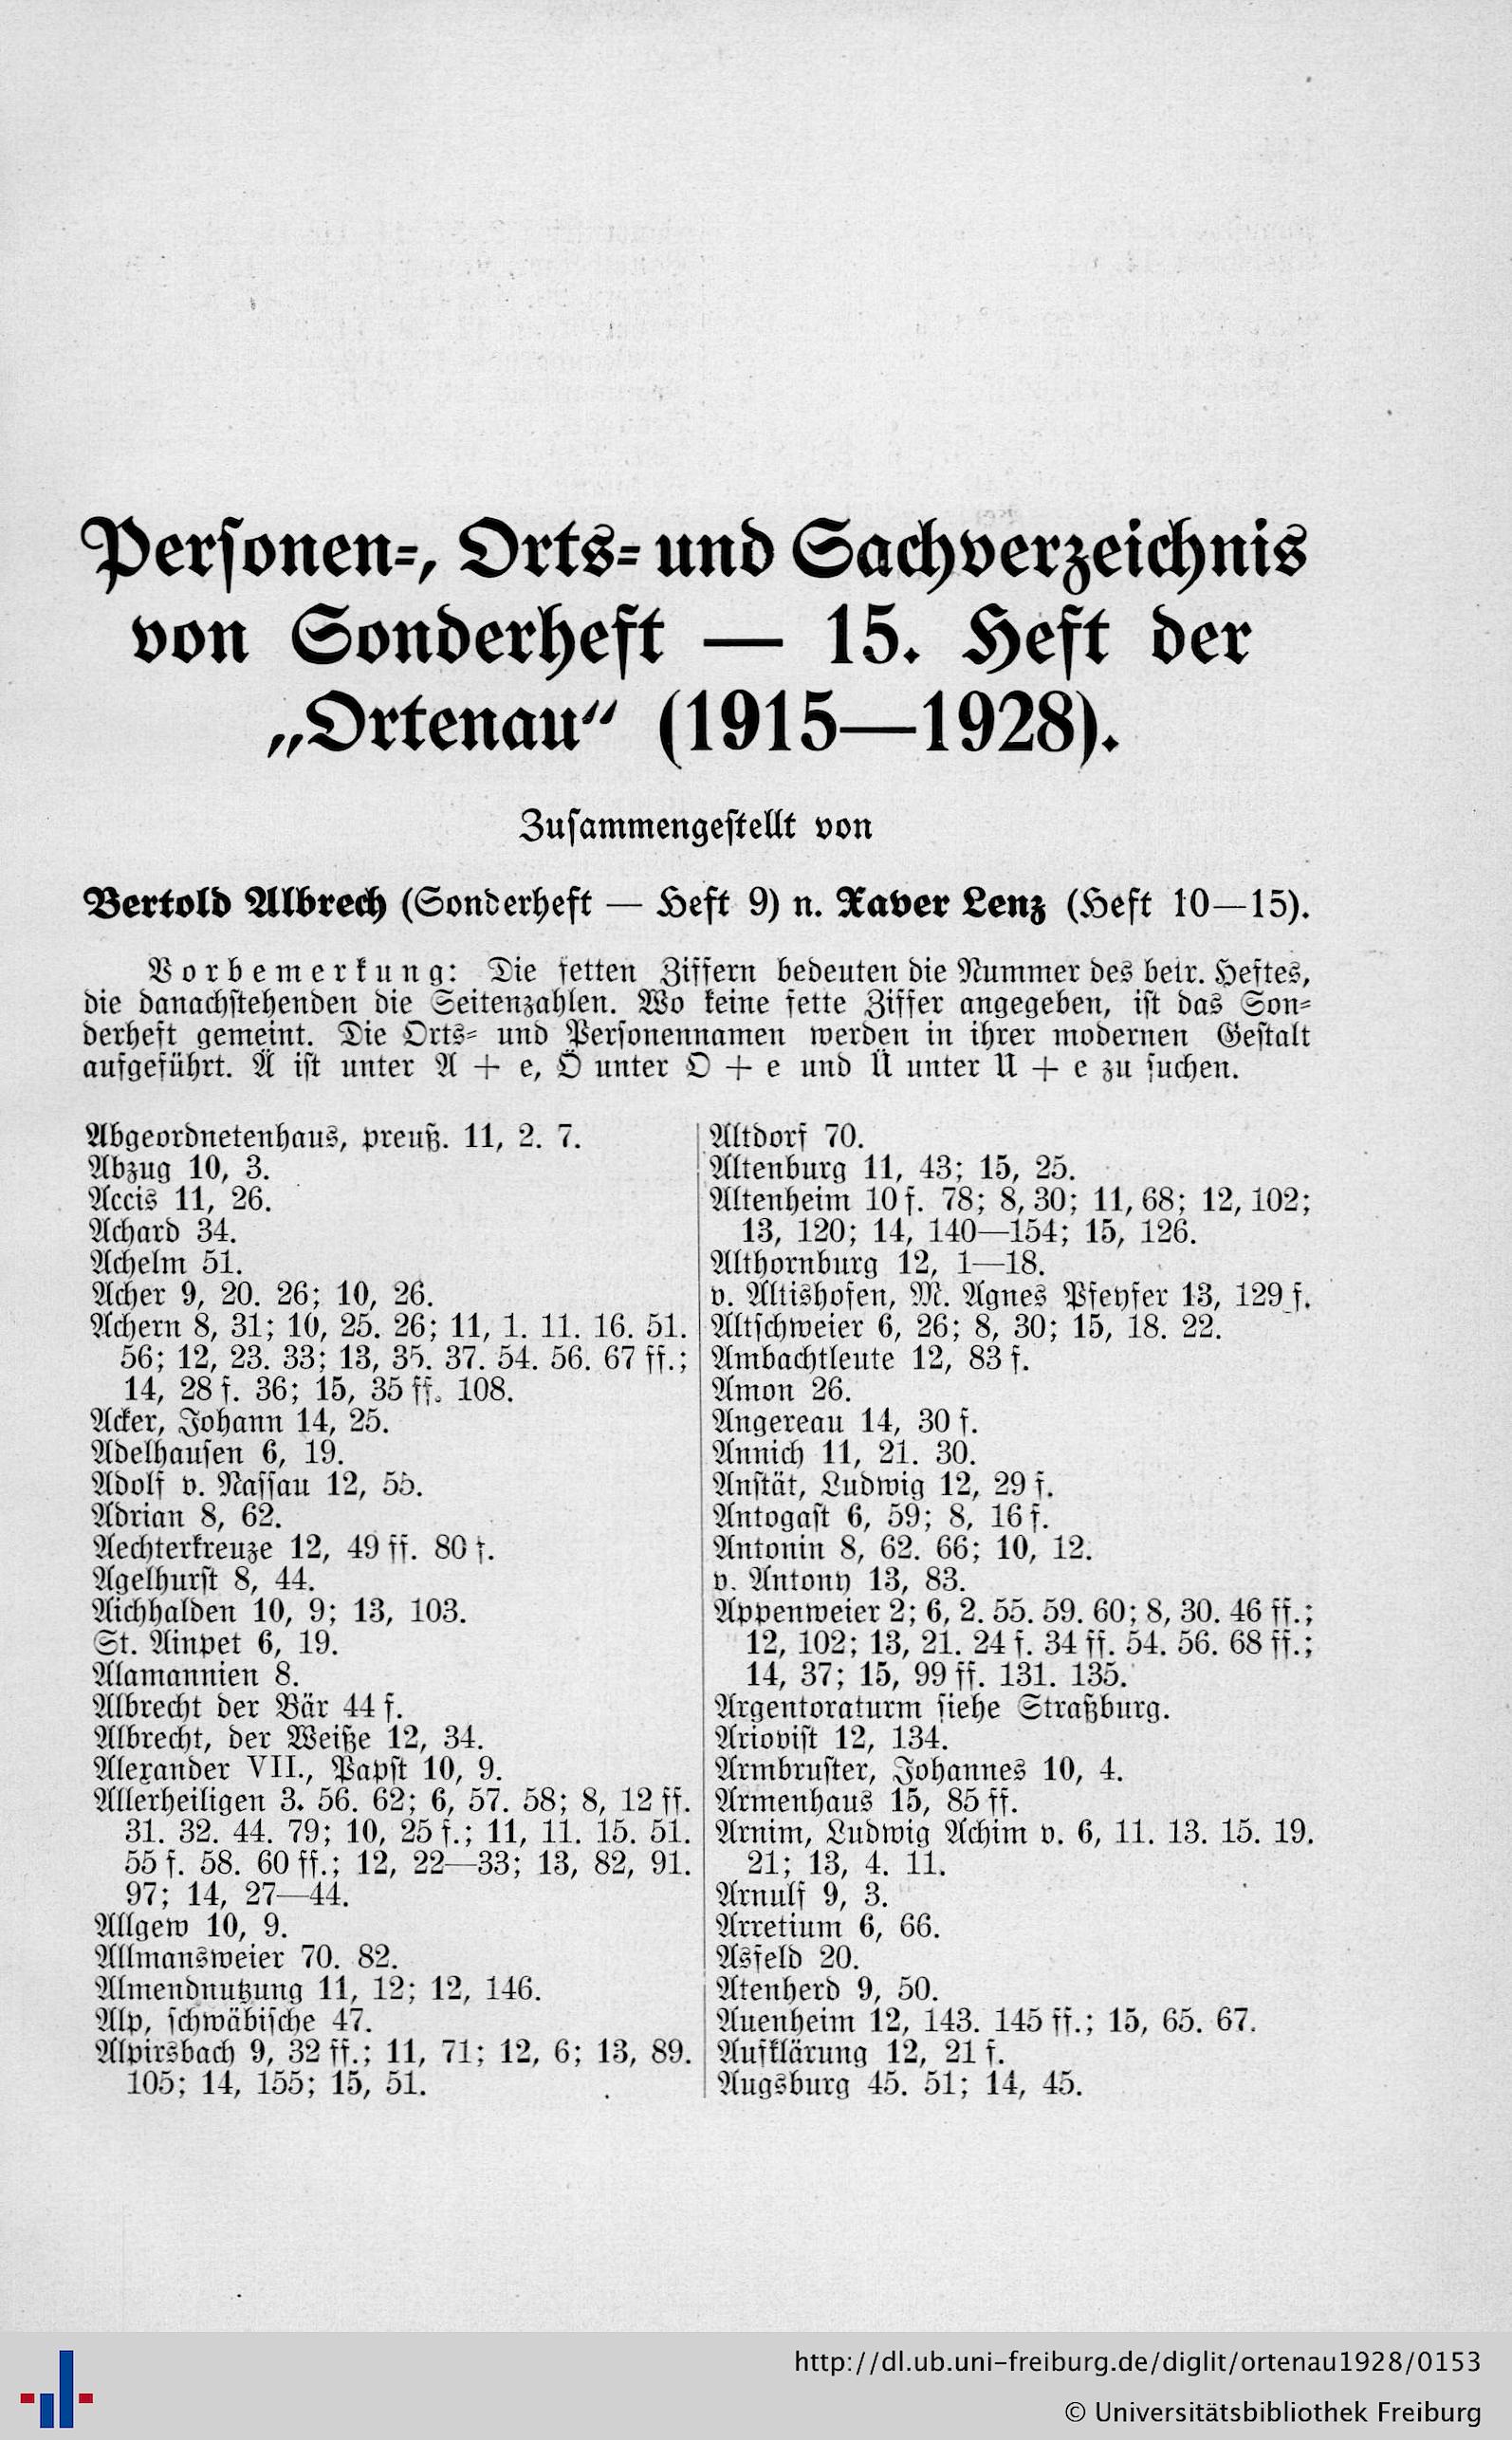 Personen-, Orts- und Sachverzeichnis
von Sonderheft — 15. Heft der
„Ortenau“ (1915—1928).
Zusammengestellt von
Bertold Albrech (Sonderheft — Heft 9) n. Xaver Lenz (Heft 10—15).
Vorbemerkung: Die fetten Ziffern bedeuten die Nummer des betr. Heftes,
die danachstehenden die Seitenzahlen. Wo keine fette Ziffer angegeben, ist das Son-
derheft gemeint. Die Orts- und Personennamen werden in ihrer modernen Gestalt
aufgeführt. Ä ist unter A + e, Ö unter O + e und Ü unter U + e zu suchen.
Abgeordnetenhaus, preuß. 11, 2. 7.
Abzug 10, 3.
Accis 11, 26.
Achard 34.
Achelm 51.
Acher 9, 20. 26; 10, 26.
Achern 8, 31; 10, 25. 26; 11, 1. 11. 16. 51.
56; 12, 23. 33; 13, 35. 37. 54. 56. 67 ff.;
14, 28 f. 36; 15, 35 ff. 108.
Acker, Johann 14, 25.
Adelhausen 6, 19.
Adolf v. Nassau 12, 55.
Adrian 8, 62.
Aechterkreuze 12, 49 ff. 80 f.
Agelhurst 8, 44.
Aichhalden 10, 9; 13, 103.
St. Ainpet 6, 19.
Alamannien 8.
Albrecht der Bär 44 f.
Albrecht, der Weiße 12, 34.
Alexander VII., Papst 10, 9.
Allerheiligen 3. 56. 62; 6, 57. 58; 8, 12 ff.
31. 32. 44. 79; 10, 25 f.; 11, 11. 15. 51.
55 f. 58. 60 ff.; 12, 22—33; 13, 82, 91.
97; 14, 27—44.
Allgew 10, 9.
Allmansweier 70. 82.
Almendnutzung 11, 12; 12, 146.
Alp, schwäbische 47.
Alpirsbach 9, 32 ff.; 11, 71; 12, 6; 13, 89.
105; 14, 155; 15, 51.
Altdorf 70.
Altenburg 11, 43; 15, 25.
Altenheim 10 f. 78; 8, 30; 11, 68; 12, 102;
13, 120; 14, 140—154; 15, 126.
Althornburg 12, 1—18.
v. Altishofen, M. Agnes Pfeyfer 13, 129 f.
Altschweier 6, 26; 8, 30; 15, 18. 22.
Ambachtleute 12, 83 f.
Amon 26.
Angereau 14, 30 f.
Annich 11, 21. 30.
Anstät, Ludwig 12, 29 f.
Antogast 6, 59; 8, 16 f.
Antonin 8, 62. 66; 10, 12.
v. Antony 13, 83.
Appenweier 2; 6, 2. 55. 59. 60; 8, 30. 46 ff.;
12, 102; 13, 21. 24 f. 34 ff. 54. 56. 68 ff.;
14, 37; 15, 99 ff. 131. 135.
Argentoraturm siehe Straßburg.
Ariovist 12, 134.
Armbruster, Johannes 10, 4.
Armenhaus 15, 85 ff.
Arnim, Ludwig Achim v. 6, 11. 13. 15. 19.
21; 13, 4. 11.
Arnulf 9, 3.
Arretium 6, 66.
Asfeld 20.
Atenherd 9, 50.
Auenheim 12, 143. 145 ff.; 15, 65. 67.
Aufklärung 12, 21 f.
Augsburg 45. 51; 14, 45.
http://dl.ub.uni-freiburg.de/diglit/ortenau1928/0153
© Universitätsbibliothek Freiburg